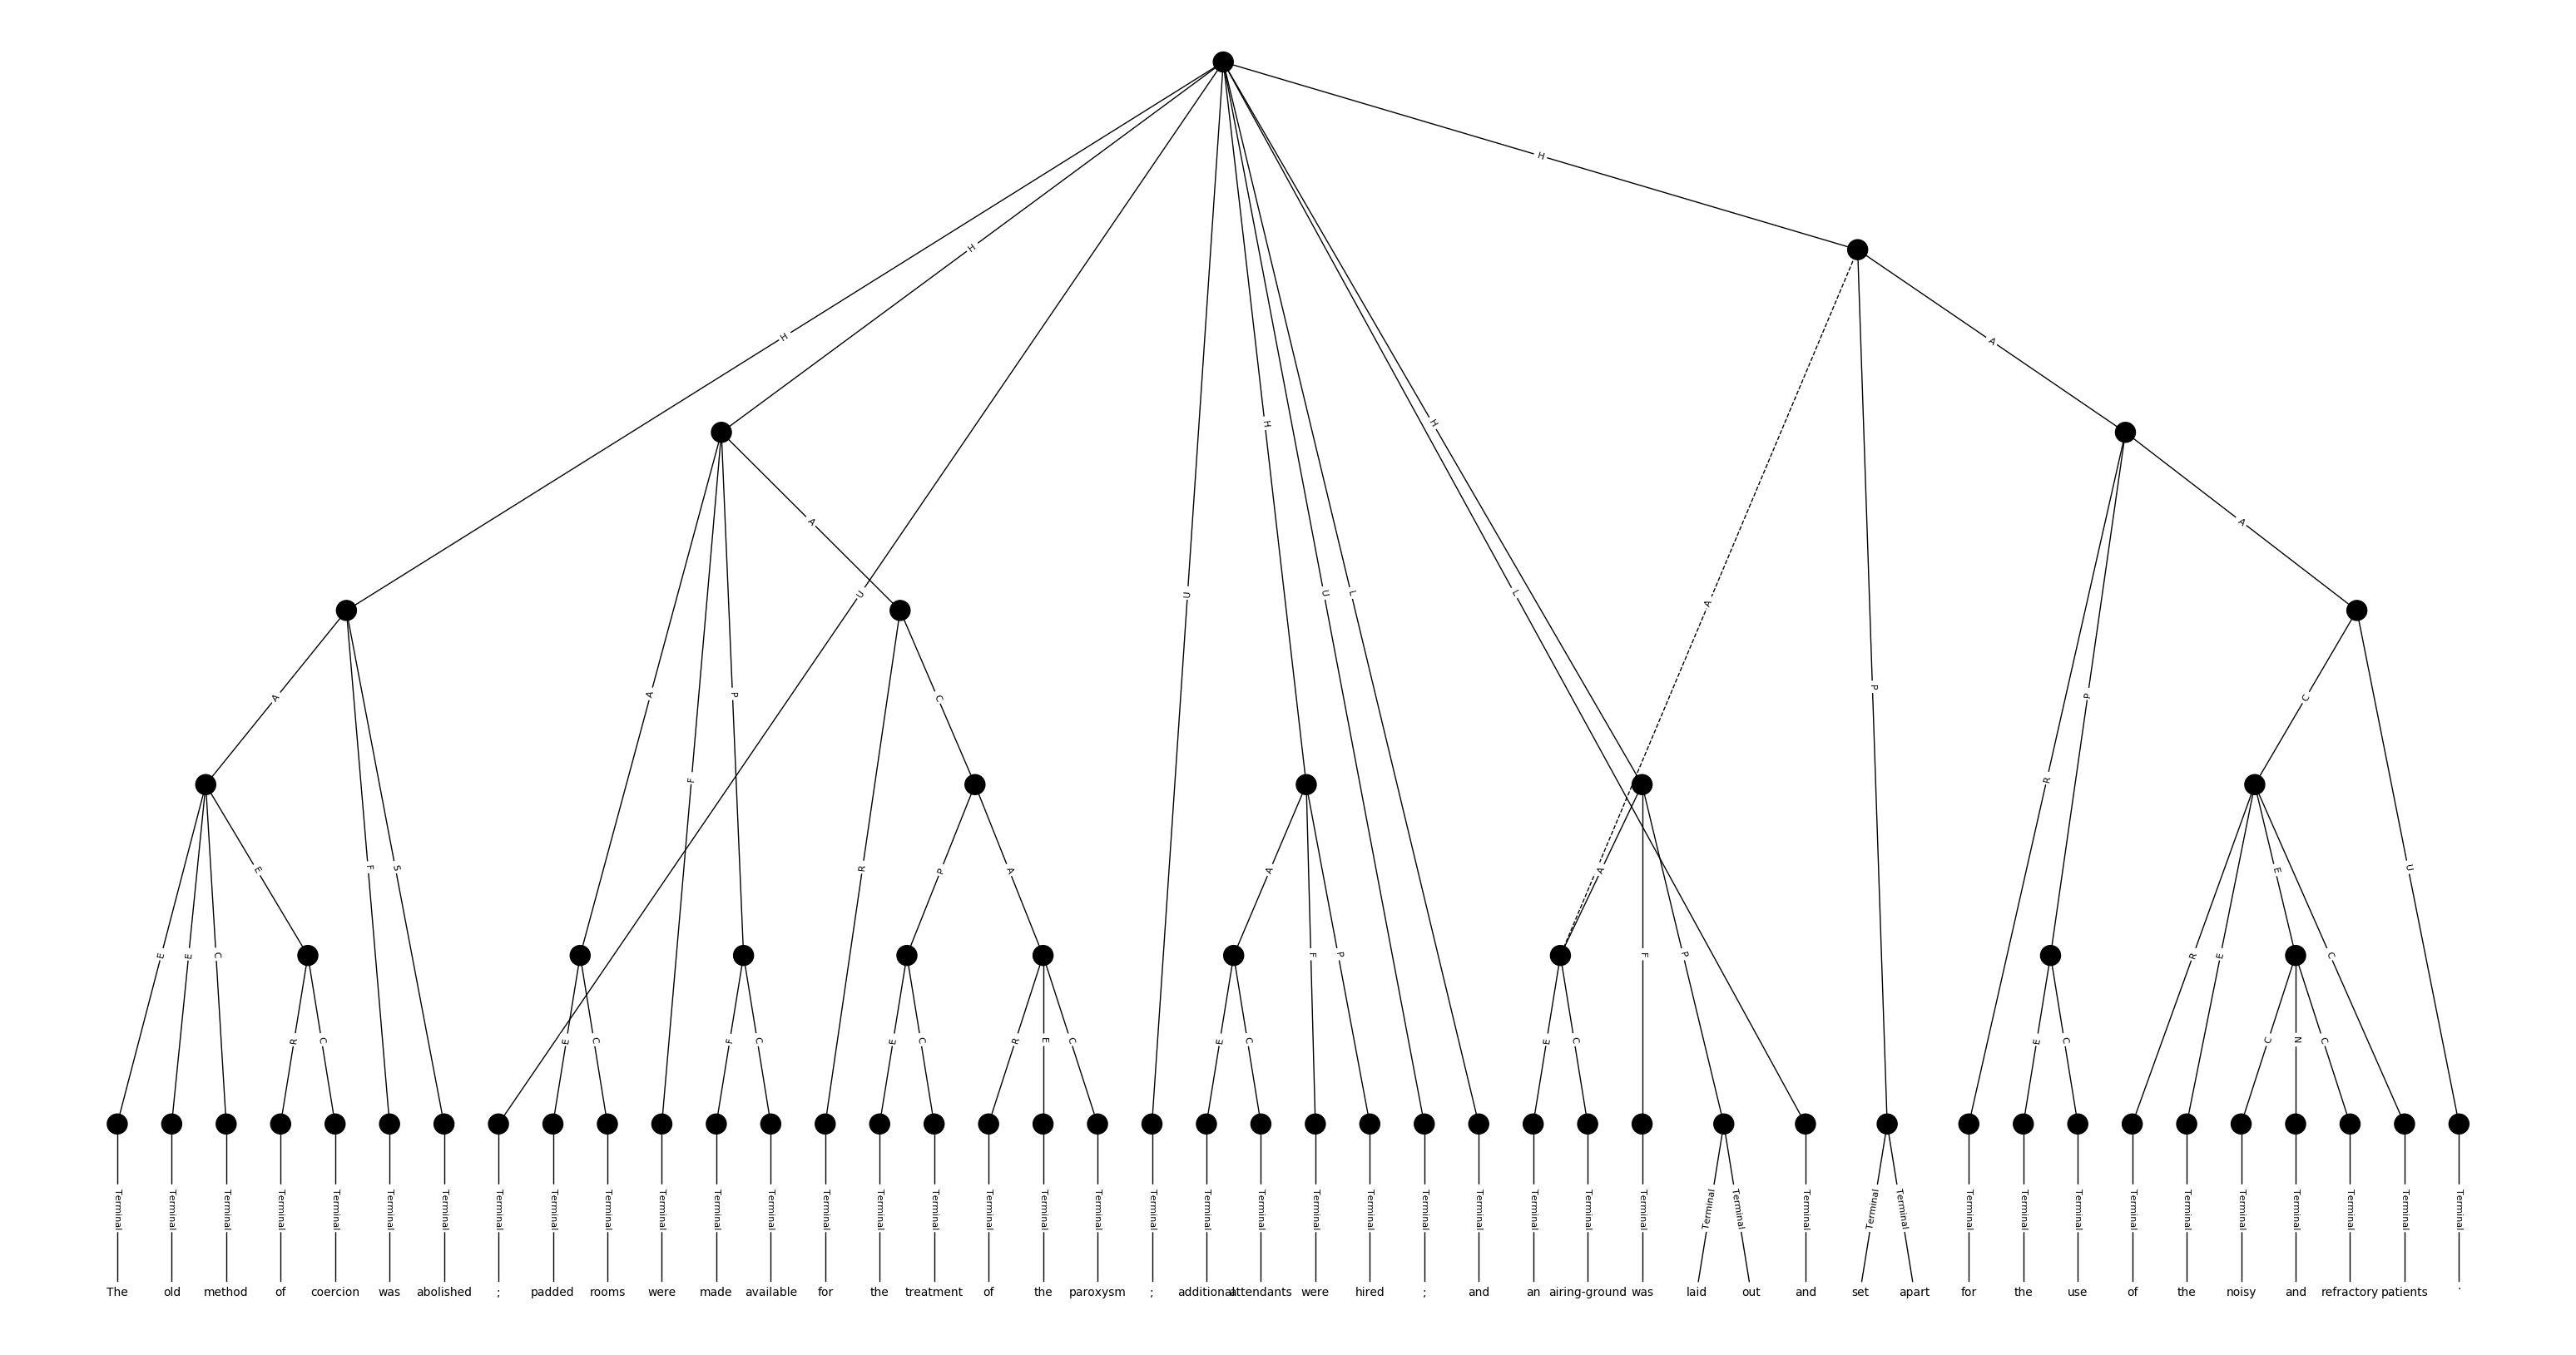 H
H
H
A
U
H
H
A
A
U
U
L
L
A
A
A
P
P
C
P
C
F
R
F
S
E
R
P
A
A
A
E
U
E
E
C
F
P
F
P
R
E
C
R
C
E
C
F
C
E
C
R
E
C
E
C
E
C
E
C
C
N
C
Terminal Terminal Terminal Terminal Terminal Terminal Terminal Terminal Terminal Terminal Terminal Terminal Terminal Terminal Terminal Terminal Terminal Terminal Terminal Terminal Terminal Terminal Terminal Terminal Terminal Terminal Terminal Terminal Terminal Terminal Terminal Terminal Terminal Terminal Terminal Terminal Terminal Terminal Terminal Terminal Terminal Terminal Terminal Terminal
The old method of coercion was abolished ; padded rooms were made available for the treatment of the paroxysm ; additional attendants were hired ; and an airing-ground was laid out and set apart for the use of the noisy and refractory patients .